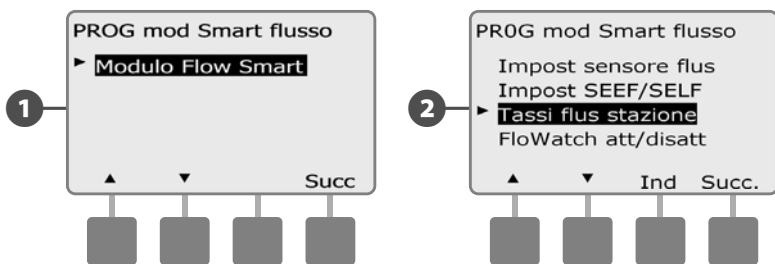 PROG mod Smart flusso
Modulo Flow Smart
1
Succ
PR0G mod Smart flusso
Impost sensore flus
Impost SEEF/SELF
2
Tassi flus stazione
FloWatch att/disatt
Ind Succ.